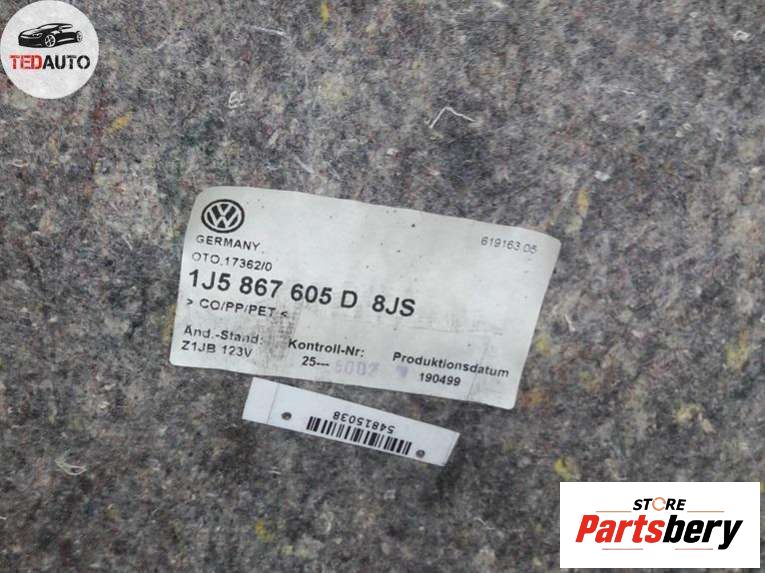 TEDAUTO
GERMANY
619163 05
OTO.17362/0
1J5 867 605 D 8JS
> CO/PP/PET <
Änd.-Stand:
Z1JB 123V
Kontroll-Nr:
25---
Produktionsdatum
190499
54815038
STORE
Partsbery